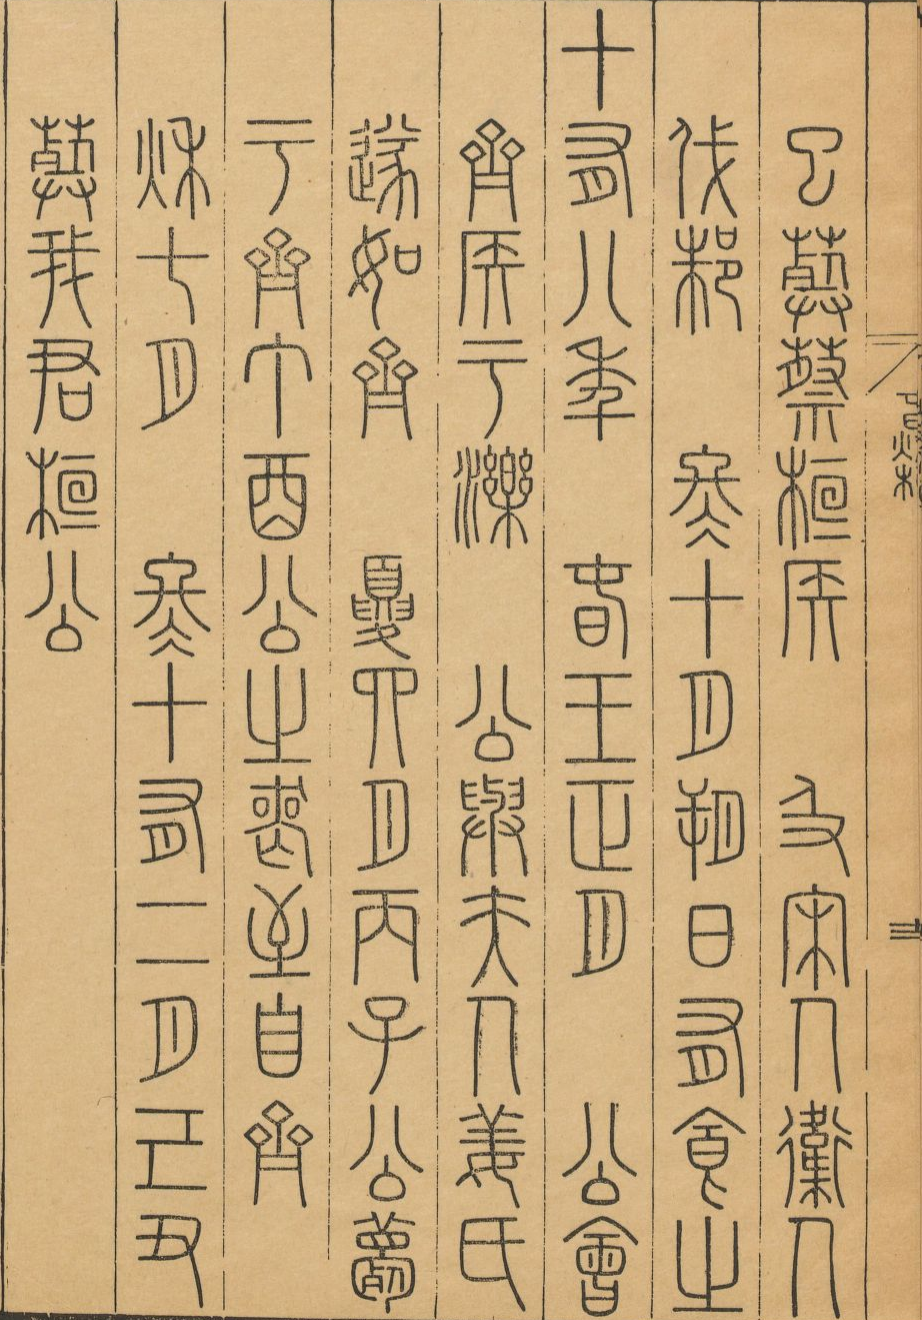 巳葬蔡桓侯　及宋人衛人
伐邾　冬十月朔日有食之
十有八年　春王正月　公會
齊侯于濼　公與夫人姜氏
遂如齊　夏四月丙子公薨
于齊丁酉公之喪至自齊
秋七月　冬十有二月己丑
葬我君桓公